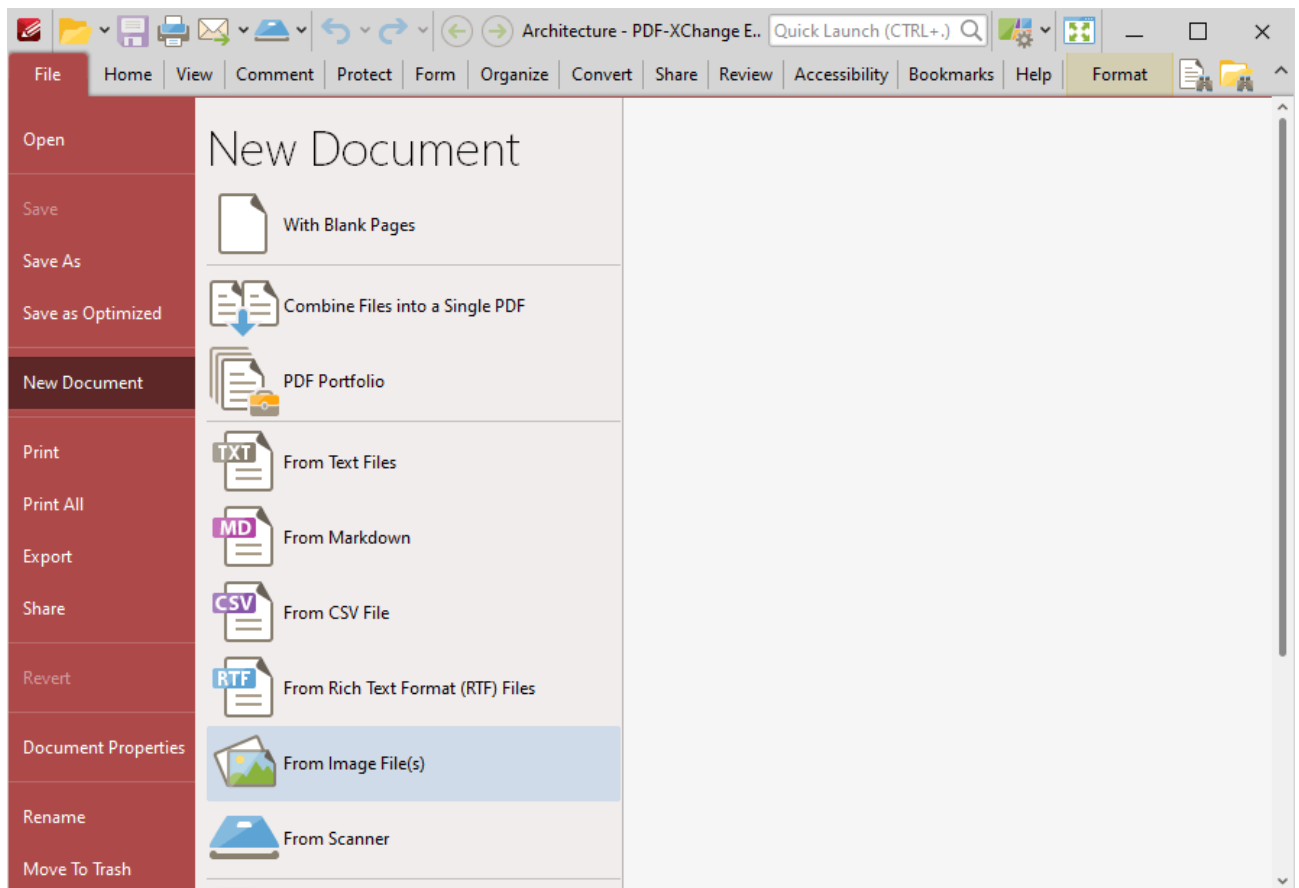 Architecture - PDF-XChange E..
Quick Launch (CTRL+.)
File Home View Comment Protect Form Organize Convert Share Review Accessibility Bookmarks Help Format
Open
Save
Save As
Save as Optimized
New Document
Print
Print All
Export
Share
Revert
Document Properties
Rename
Move To Trash
New Document
With Blank Pages
Combine Files into a Single PDF
PDF Portfolio
TXT
From Text Files
MD
From Markdown
CSV
From CSV File
RTF
From Rich Text Format (RTF) Files
From Image File(s)
From Scanner